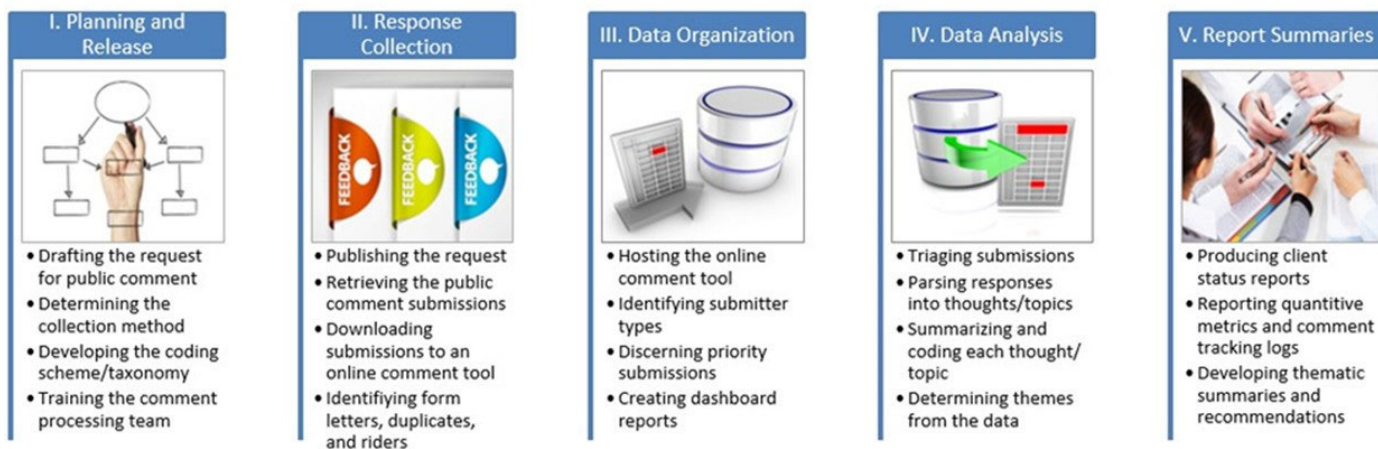 I. Planning and
Release
FEEDBACK
FEEDBACK
FEEDBACK
• Drafting the request
for public comment
• Determining the
collection method
• Developing the coding
scheme/taxonomy
• Training the comment
processing team
II. Response
Collection
• Publishing the request
• Retrieving the public
comment submissions
• Downloading
submissions to an
online comment tool
• Identifiying form
letters, duplicates,
and riders
III. Data Organization
• Hosting the online
comment tool
• Identifying submitter
types
• Discerning priority
submissions
• Creating dashboard
reports
IV. Data Analysis
• Triaging submissions
• Parsing responses
into thoughts/topics
• Summarizing and
coding each thought/
topic
• Determining themes
from the data
V. Report Summaries
• Producing client
status reports
• Reporting quantitive
metrics and comment
tracking logs
• Developing thematic
summaries and
recommendations